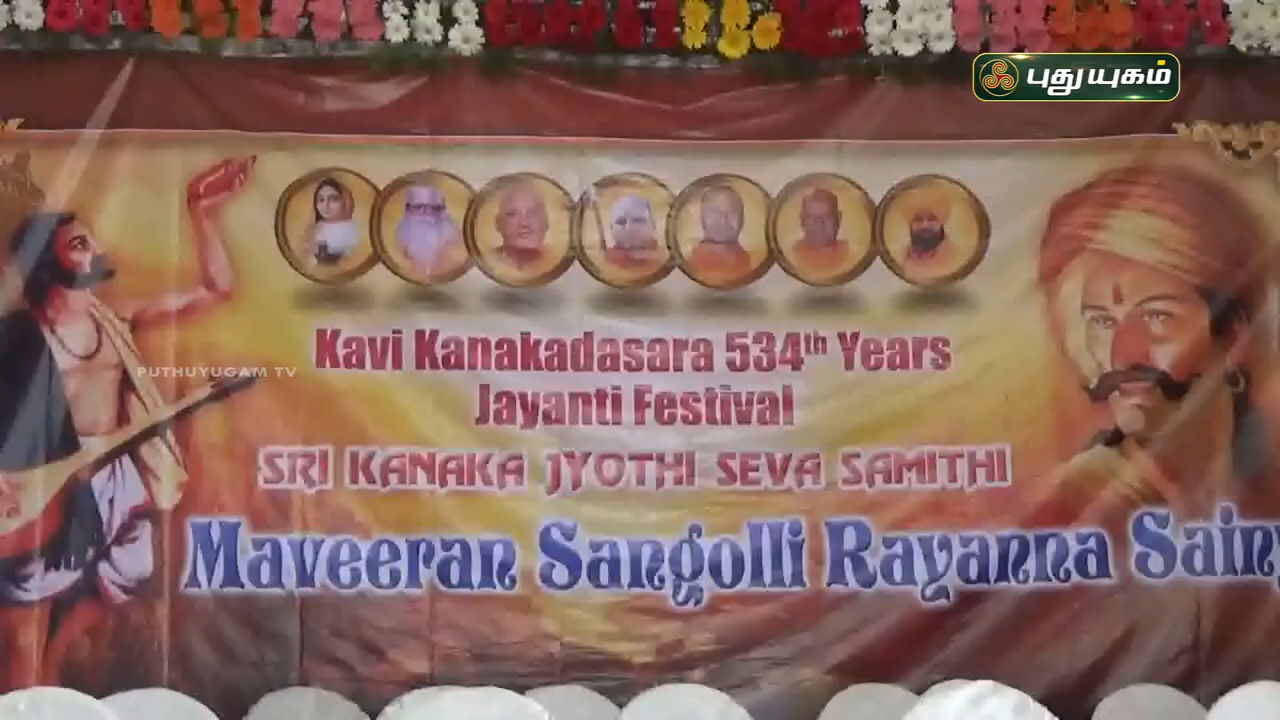 புதுயுகம்
Kavi Kanakadasara 534th Years
Jayanti Festival
PUTHUYUGAM TV
SRI KANAKA JYOTHI SEVA SAMITHI
Maveeran Sangolli Rayanna